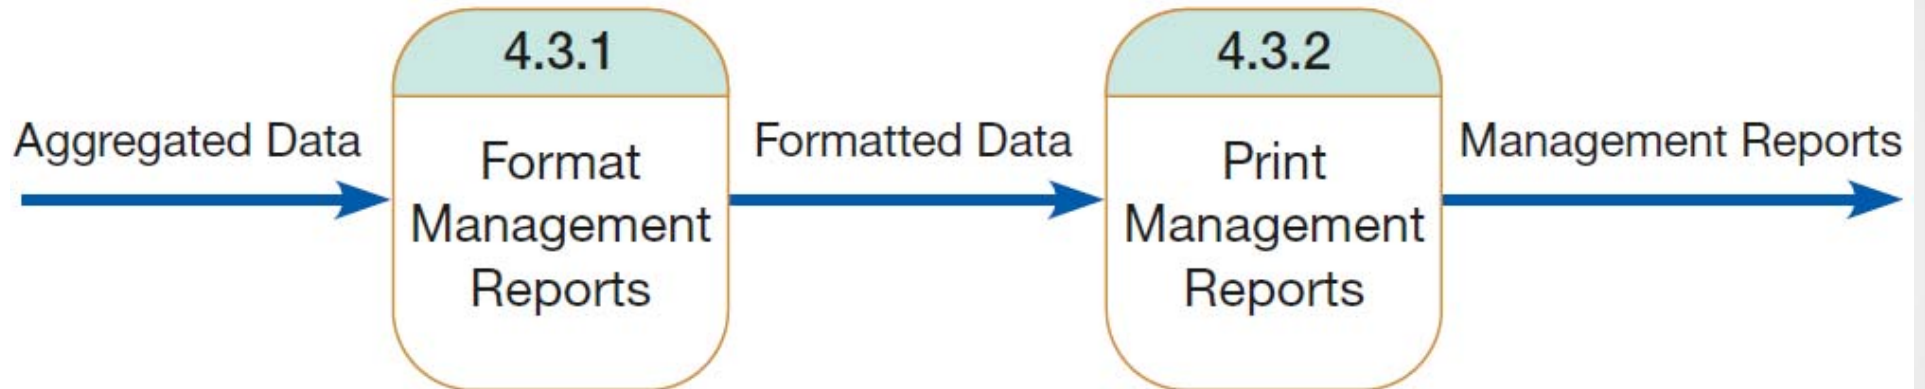 4.3.1
4.3.2
Aggregated Data
Format
Management
Reports
Formatted Data
Print
Management
Reports
Management Reports